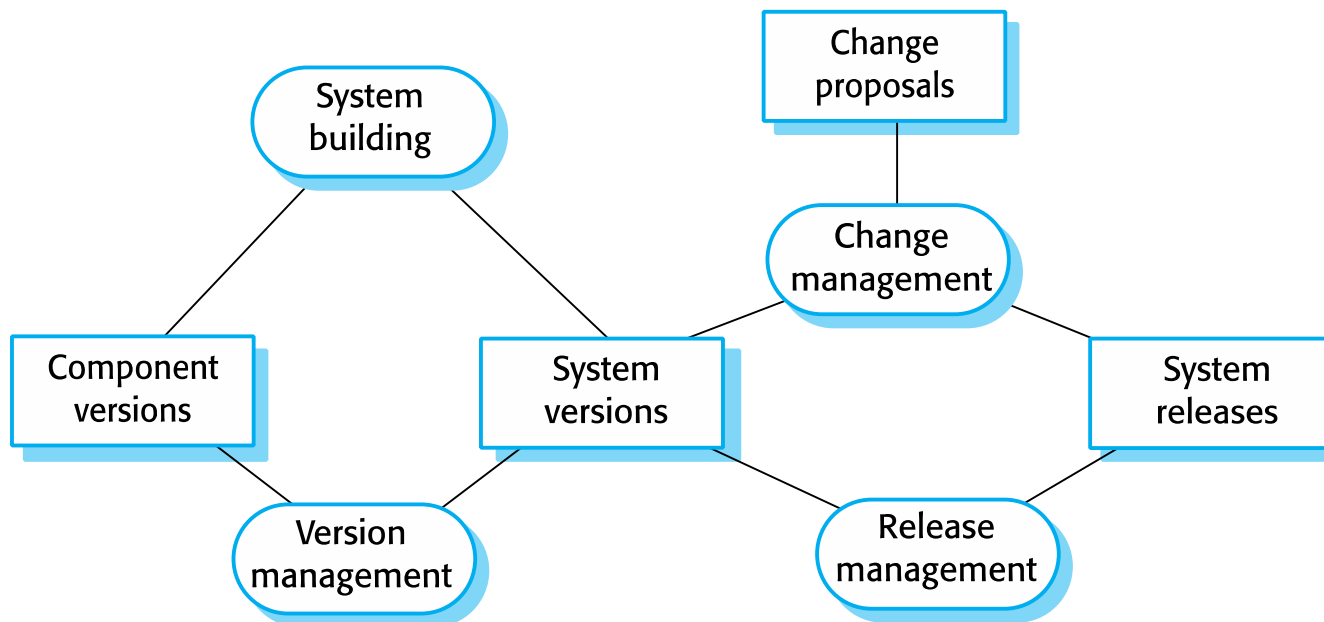 Change
proposals
System
building
Change
management
Component
versions
System
versions
System
releases
Version
management
Release
management